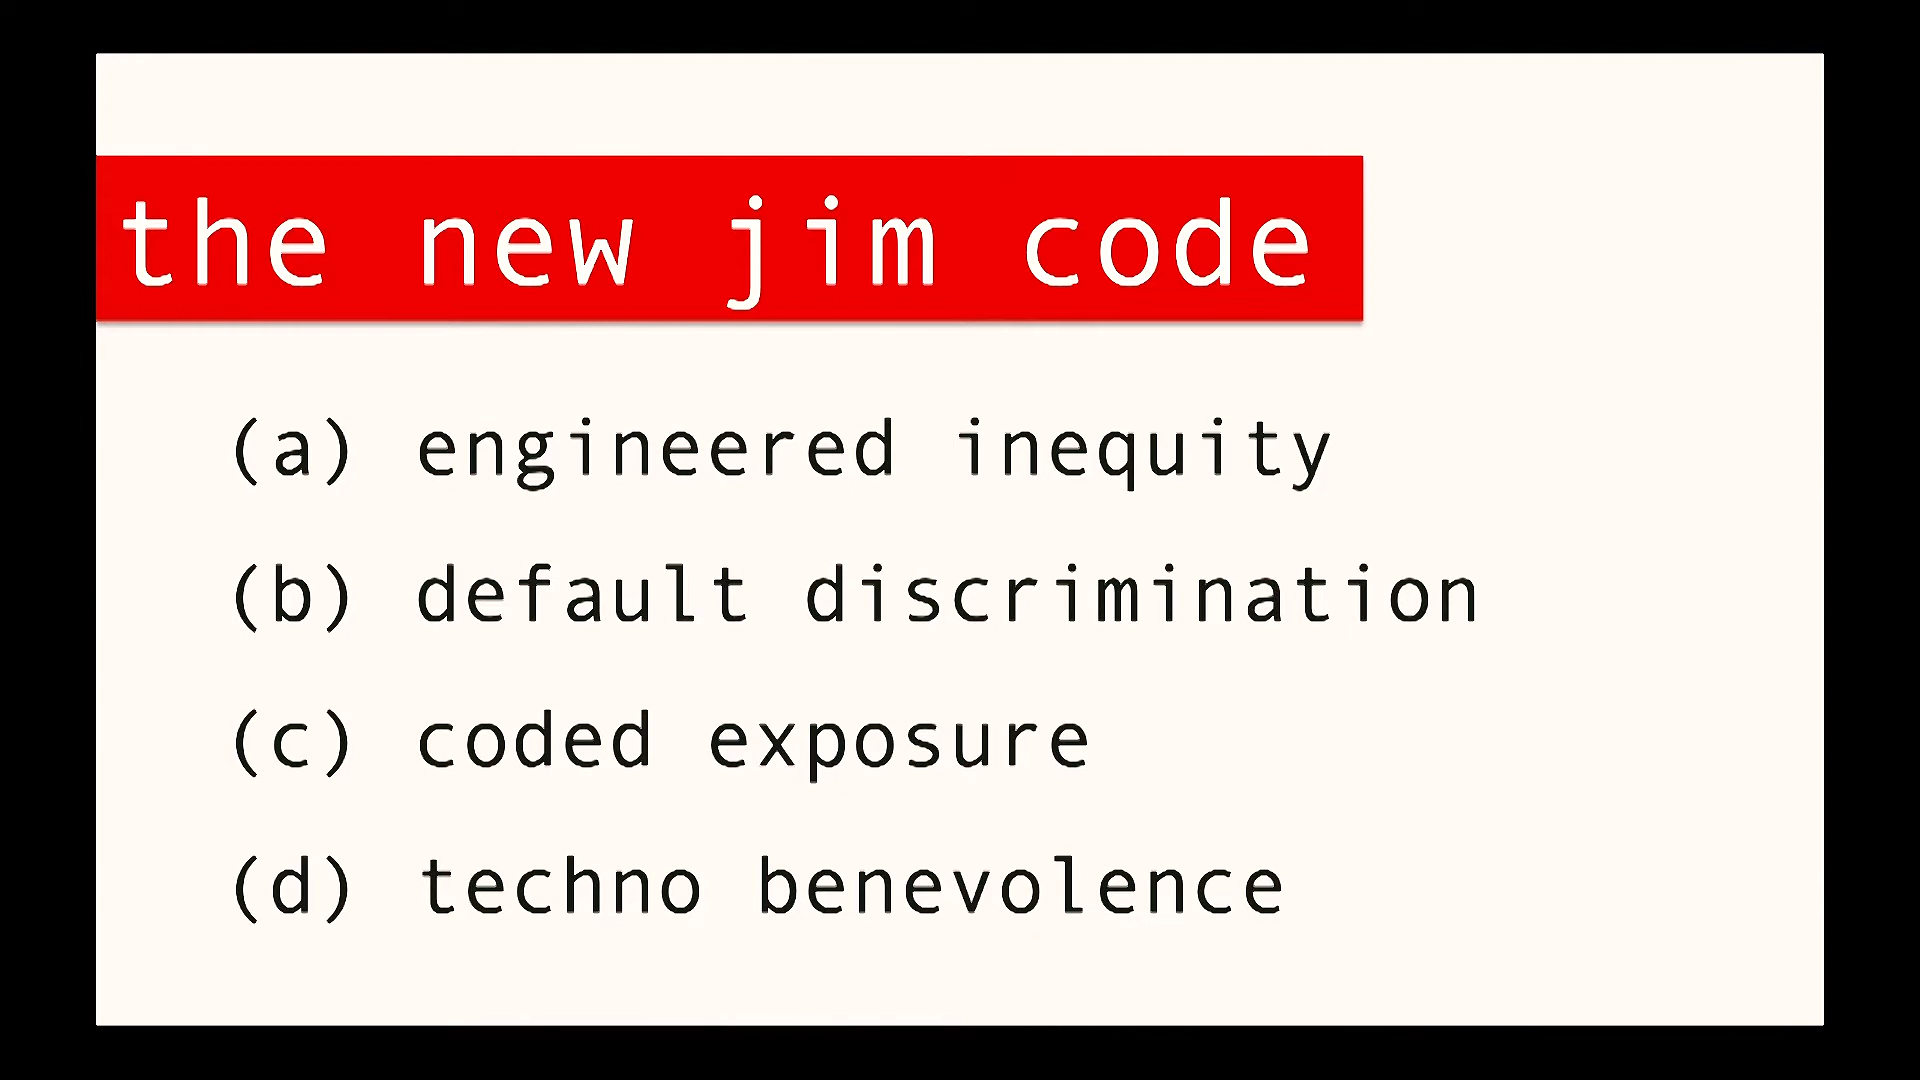 the new jim code
(a) engineered inequity
(b) default discrimination
(c) coded exposure
(d) techno benevolence